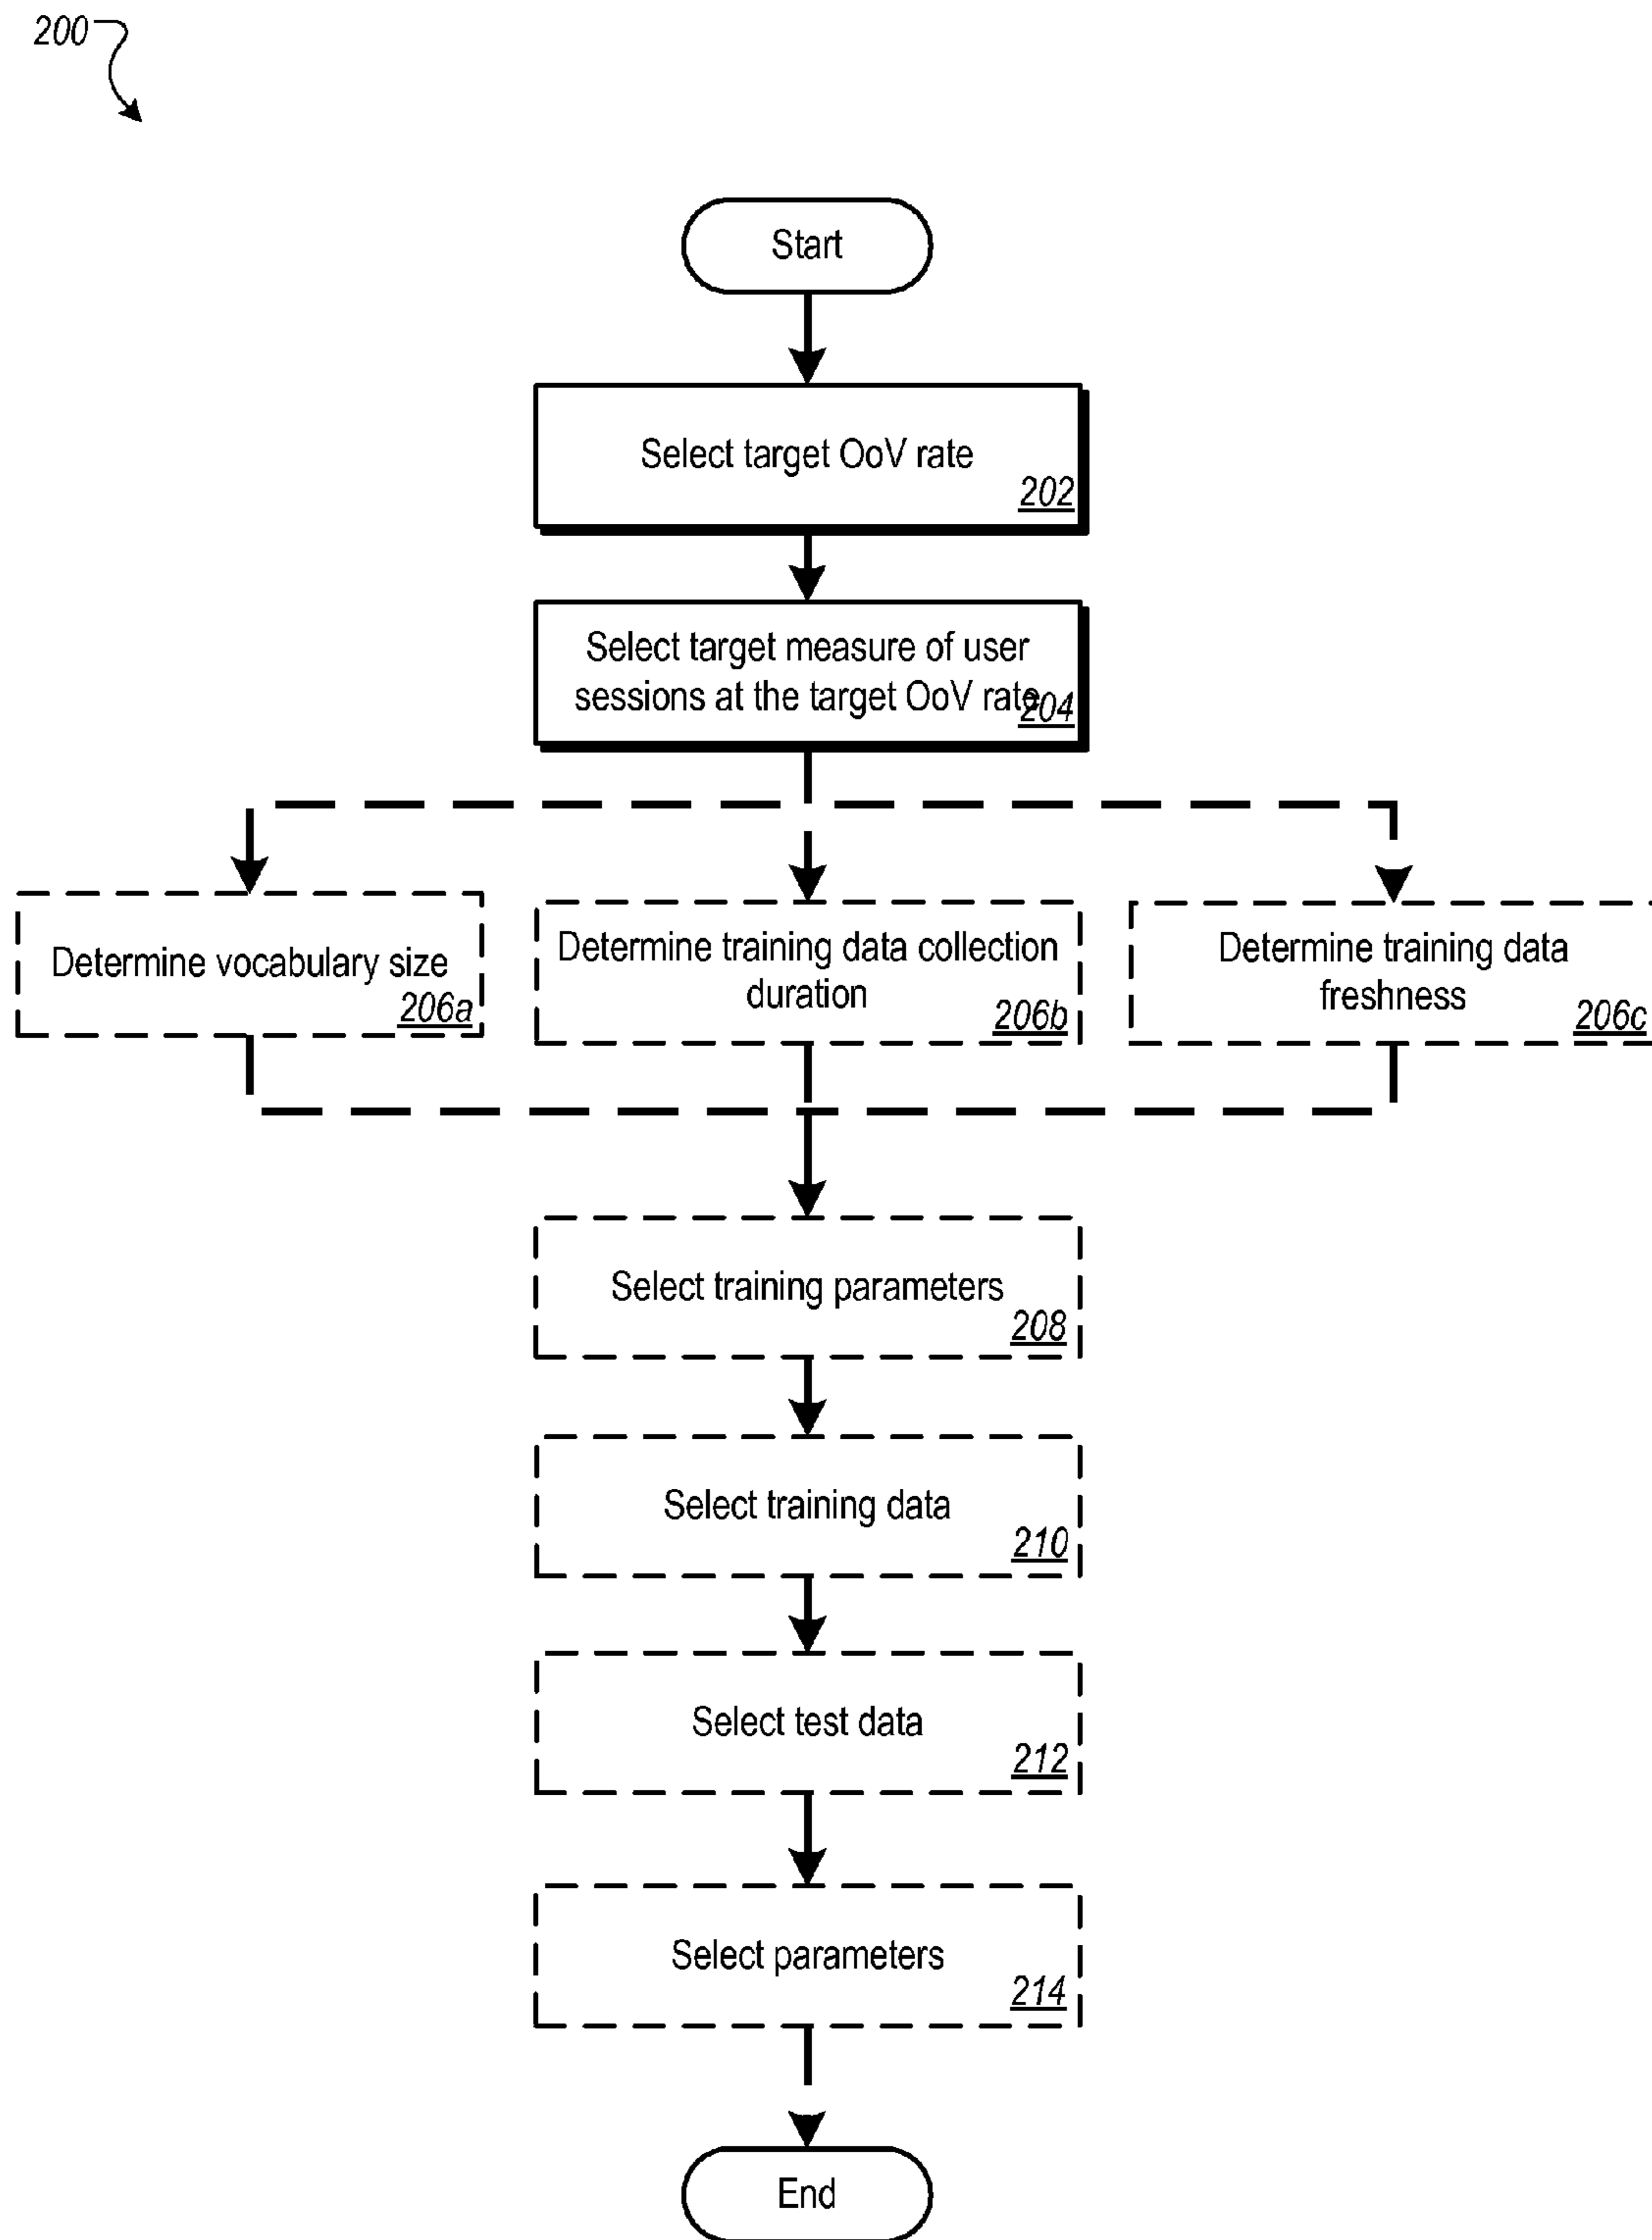 200
Start
Select target OoV rate
202
Select target measure of user
sessions at the target OoV rate
204
Determine vocabulary size
206a
Determine training data collection
duration
206b
Determine training data
freshness
206c
Select training parameters
208
Select training data
210
Select test data
212
Select parameters
214
End